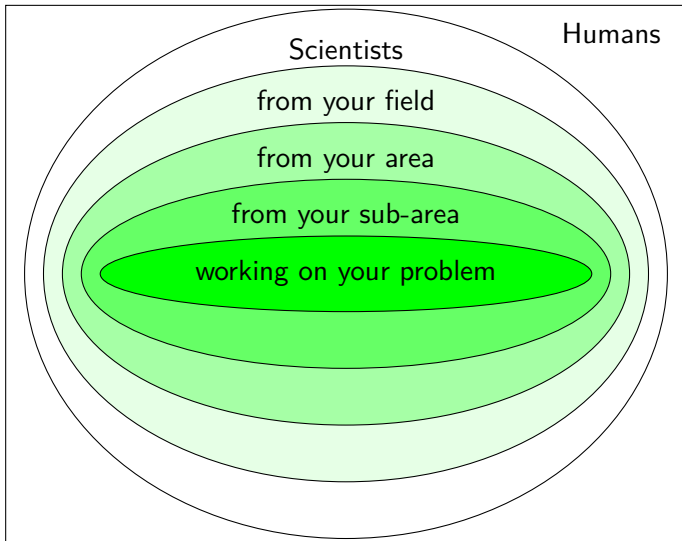 Humans
Scientists
from your field
from your area
from your sub-area
working on your problem